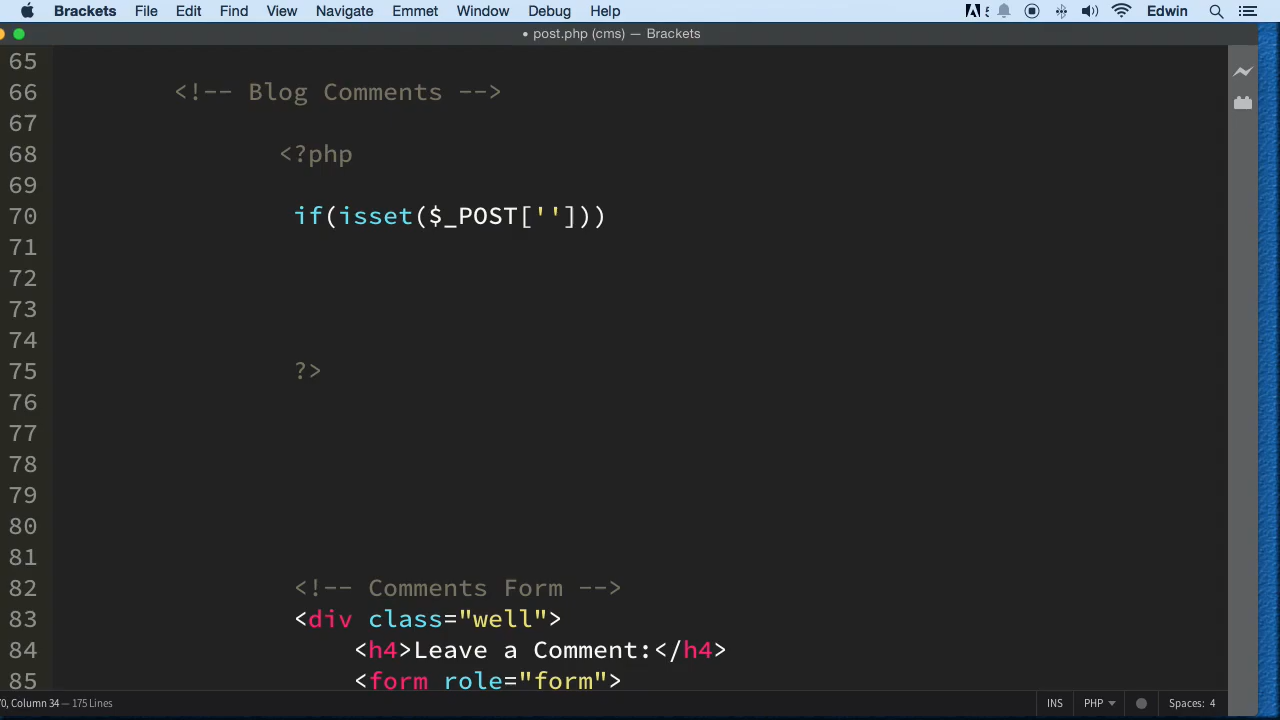 Brackets File Edit Find View Navigate Emmet Window Debug Help Edwin
• post.php (cms) — Brackets
65
66 <!-- Blog Comments -->
67
68 <?php
69
70 if(isset($_POST['']))
71
72
73
74
75 ?>
76
77
78
79
80
81
82 <!-- Comments Form -->
83 <div class="well">
84 <h4>Leave a Comment:</h4>
85 <form role="form">
Column 34 — 175 Lines INS PHP Spaces: 4